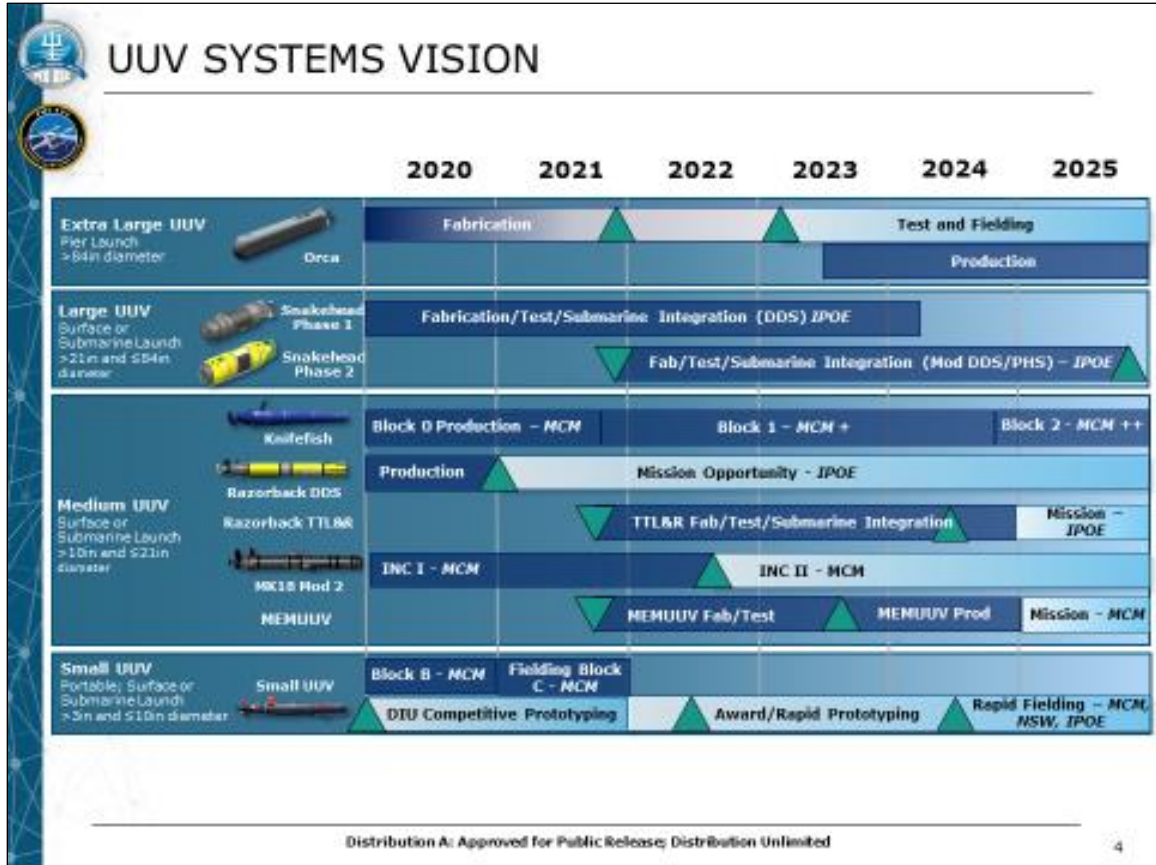 UUV SYSTEMS VISION
2020 2021 2022 2023 2024 2025
Extra Large UUV
Pier Launch
>84in diameter
Orca
Fabrication
Test and Fielding
Production
Large UUV
Surface or
Submarine Launch
>21in and ≤84in
diameter
Snakehead
Phase 1
Snakehead
Phase 2
Fabrication/Test/Submarine Integration (DDS) IPOE
Fab/Test/Submarine Integration (Mod DDS/PHS) – IPOE
Medium UUV
Surface or
Submarine Launch
>10in and ≤21in
diameter
Knifefish
Block 0 Production – MCM
Block 1 – MCM +
Block 2 - MCM ++
Razorback DDS
Production
Mission Opportunity - IPOE
Razorback TTL&R
TTL&R Fab/Test/Submarine Integration
Mission –
IPOE
MK18 Mod 2
INC I - MCM
INC II - MCM
MEMUUV
MEMUUV Fab/Test
MEMUUV Prod
Mission – MCM
Small UUV
Portable; Surface or
Submarine Launch
>3in and ≤10in diameter
Small UUV
Block B - MCM
Fielding Block
C - MCM
DIU Competitive Prototyping
Award/Rapid Prototyping
Rapid Fielding – MCM,
NSW, IPOE
Distribution A: Approved for Public Release; Distribution Unlimited
4